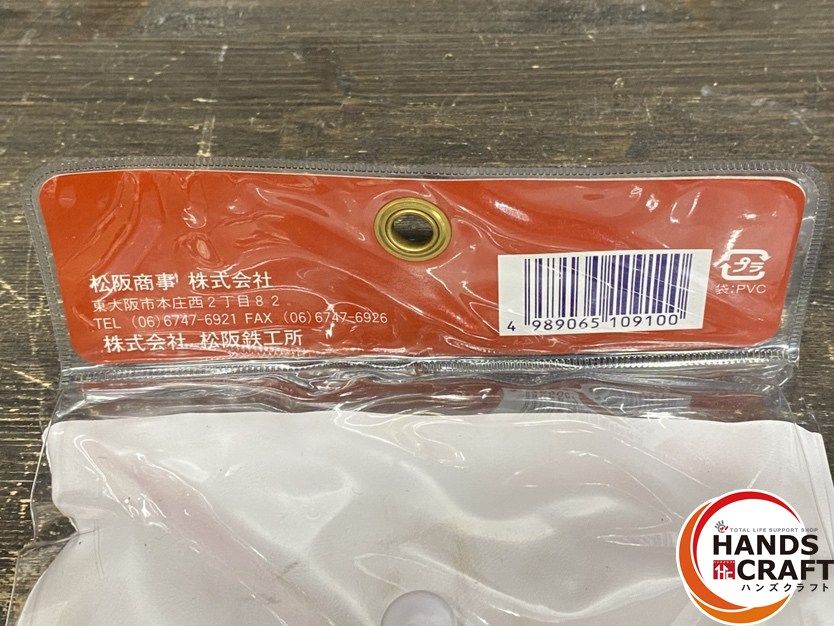 松阪商事 株式会社
東大阪市本庄西2丁目82
TEL (06)6747-6921 FAX (06)6747-6926
株式会社 松阪鉄工所
4 989065 109100
プラ
袋:PVC
TOTAL LIFE SUPPORT SHOP
HANDS
CRAFT
ハンズクラフト